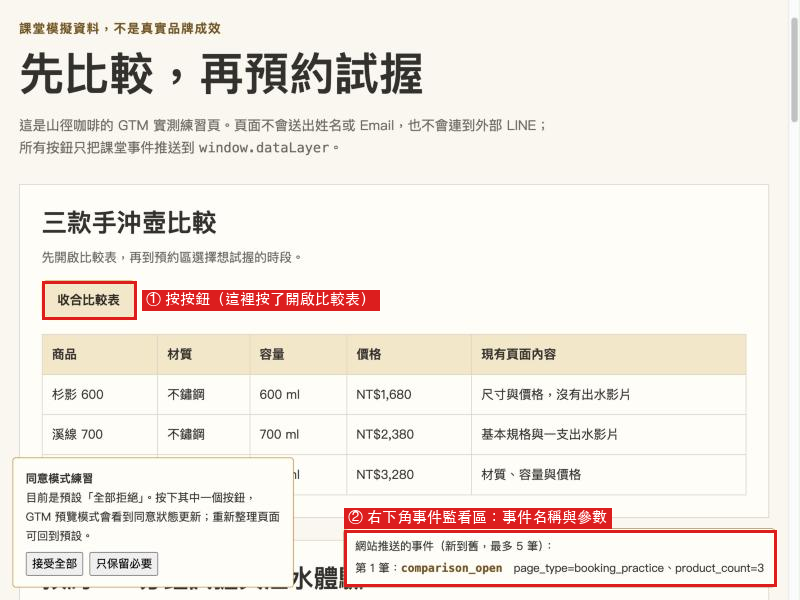 課堂模擬資料，不是真實品牌成效
先比較，再預約試握
這是山徑咖啡的 GTM 實測練習頁。頁面不會送出姓名或 Email，也不會連到外部 LINE；
所有按鈕只把課堂事件推送到 window.dataLayer。
三款手沖壺比較
先開啟比較表，再到預約區選擇想試握的時段。
收合比較表 ① 按按鈕（這裡按了開啟比較表）
商品 材質 容量 價格 現有頁面內容
杉影 600 不鏽鋼 600 ml NT$1,680 尺寸與價格，沒有出水影片
溪線 700 不鏽鋼 700 ml NT$2,380 基本規格與一支出水影片
ml NT$3,280 材質、容量與價格
同意模式練習
目前是預設「全部拒絕」。按下其中一個按鈕，
GTM 預覽模式會看到同意狀態更新；重新整理頁面
可回到預設。
接受全部 只保留必要
② 右下角事件監看區：事件名稱與參數
網站推送的事件（新到舊，最多 5 筆）：
第 1 筆：comparison_open page_type=booking_practice、product_count=3
水體驗